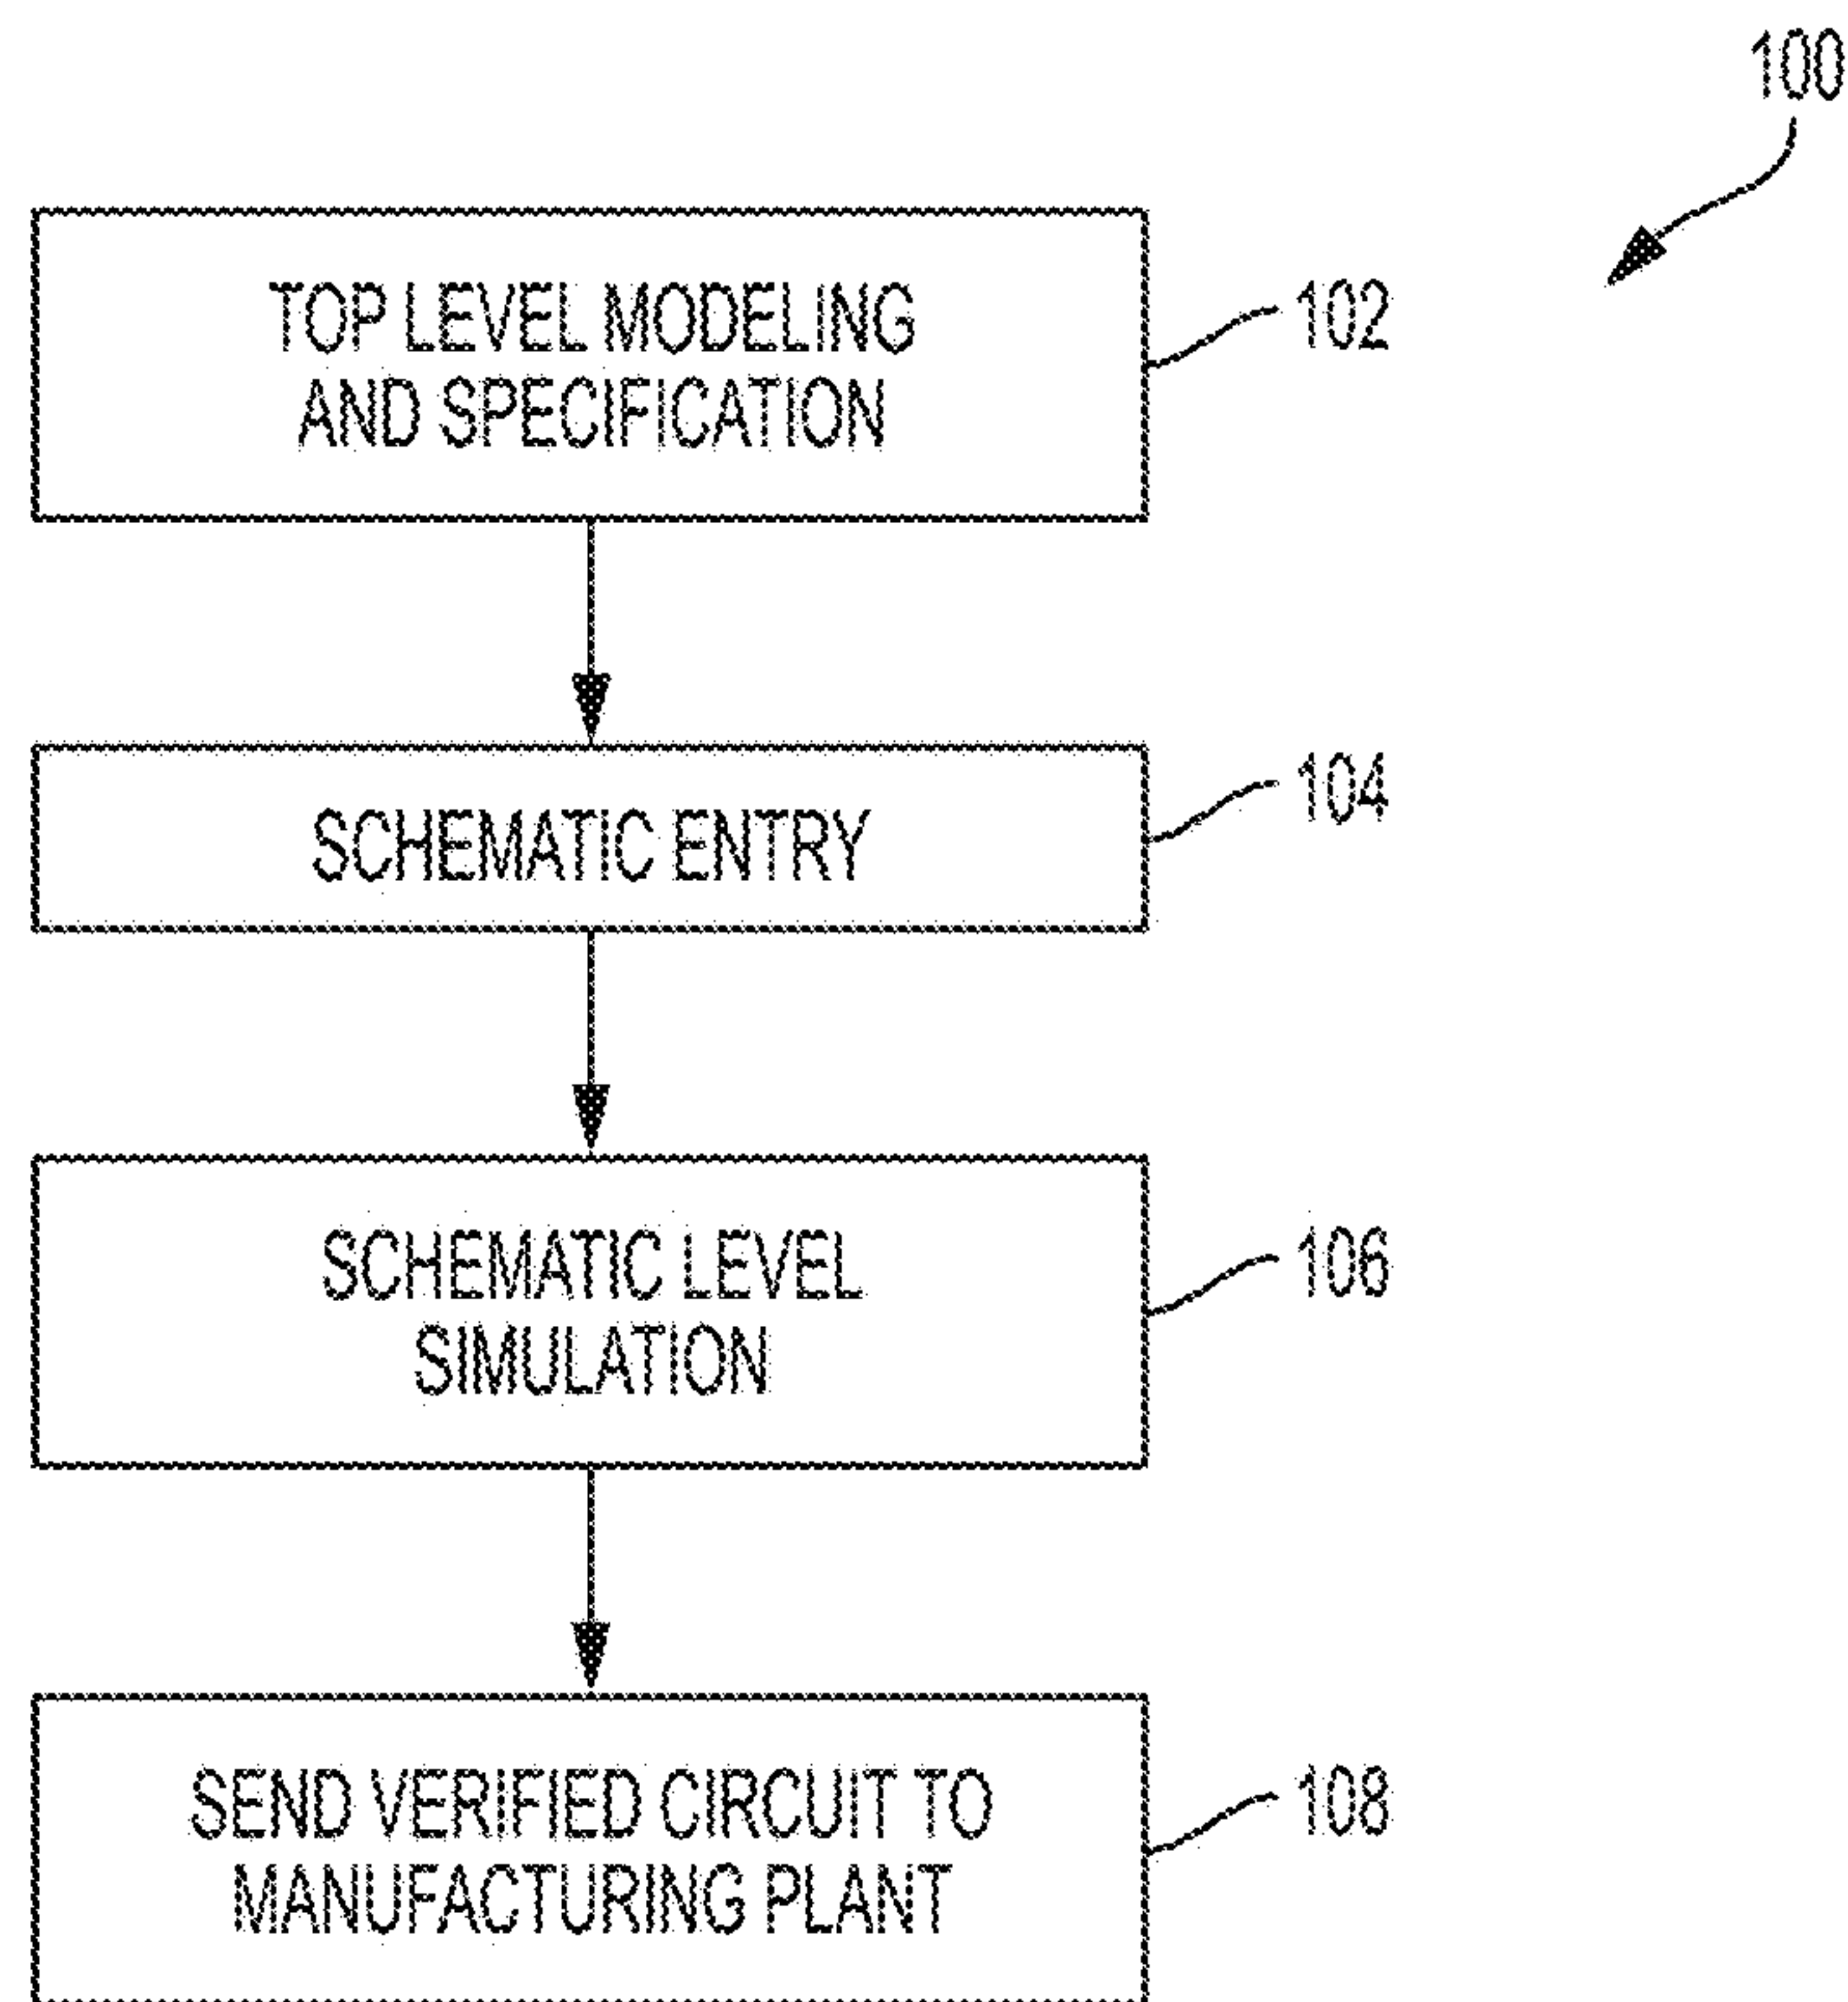 100
TOP LEVEL MODELING
AND SPECIFICATION
102
SCHEMATIC ENTRY
104
SCHEMATIC LEVEL
SIMULATION
106
SEND VERIFIED CIRCUIT TO
MANUFACTURING PLANT
108